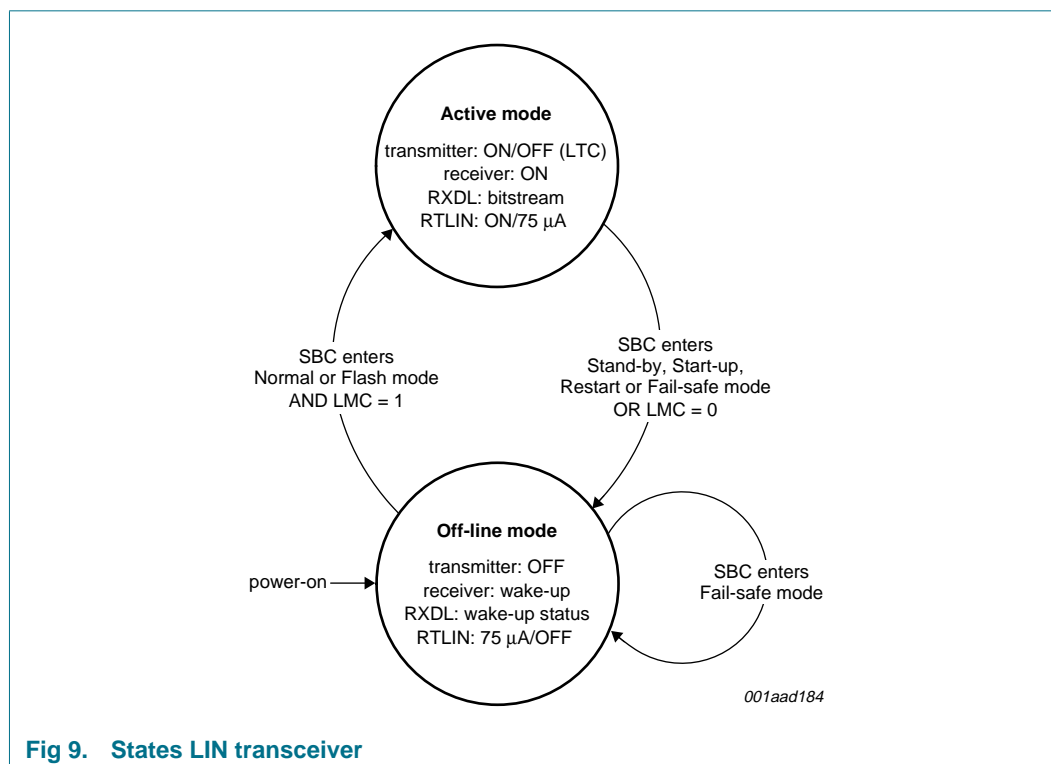 Active mode
transmitter: ON/OFF (LTC)
receiver: ON
RXDL: bitstream
RTLIN: ON/75 μA
SBC enters
Normal or Flash mode
AND LMC = 1
SBC enters
Stand-by, Start-up,
Restart or Fail-safe mode
OR LMC = 0
Off-line mode
transmitter: OFF
receiver: wake-up
RXDL: wake-up status
RTLIN: 75 μA/OFF
power-on
SBC enters
Fail-safe mode
001aad184
Fig 9. States LIN transceiver